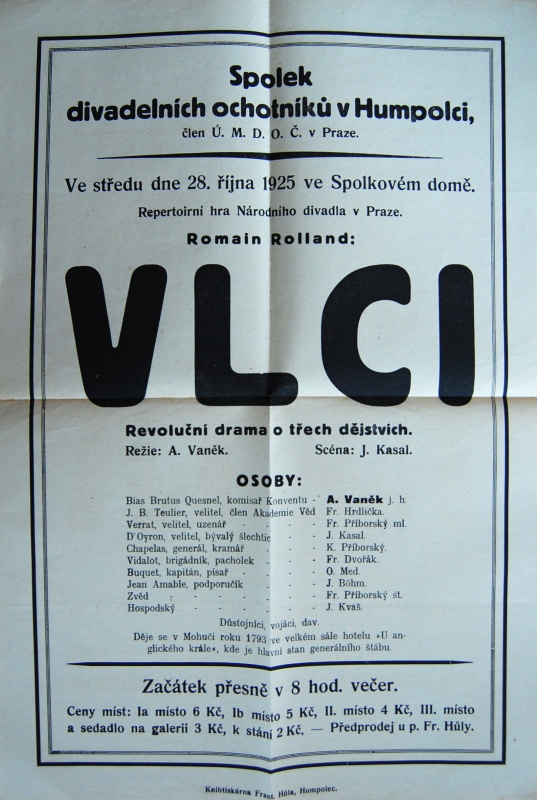 Spolek
divadelních ochotníků v Humpolci,
člen Ú. M. D. O. Č. v Praze.
Ve středu dne 28. října 1925 ve Spolkovém domě.
Repertoirní hra Národního divadla v Praze.
Romain Rolland:
VLCI
Revoluční drama o třech dějstvích.
Režie: A. Vaněk. Scéna: J. Kasal.
OSOBY:
Bias Brutus Quesnel, komisař Konventu - A. Vaněk j. h.
J. B. Teulier, velitel, člen Akademie Věd Fr. Hrdlička.
Verrat, velitel, uzenář - - - - Fr. Příborský ml.
D'Oyron, velitel, bývalý šlechtic - - - J. Kasal.
Chapelas, generál, kramář - - - - K. Příborský.
Vidalot, brigádník, pacholek - - - - Fr. Dvořák.
Buquet, kapitán, písař - - - - - O. Med.
Jean Amable, podporučík - - - - J. Böhm.
Zvěd - - - - - - - Fr. Příborský st.
Hospodský - - - - - - - J. Kvaš.
Důstojníci, vojáci, dav.
Děje se v Mohuči roku 1793 ve velkém sále hotelu »U an-
glického krále«, kde je hlavní stan generálního štábu.
Začátek přesně v 8 hod. večer.
Ceny míst: Ia místo 6 Kč, Ib místo 5 Kč, II. místo 4 Kč, III. místo
a sedadlo na galerii 3 Kč, k stání 2 Kč. — Předprodej u p. Fr. Hůly.
Knihtiskárna Frant. Hůla, Humpolec.